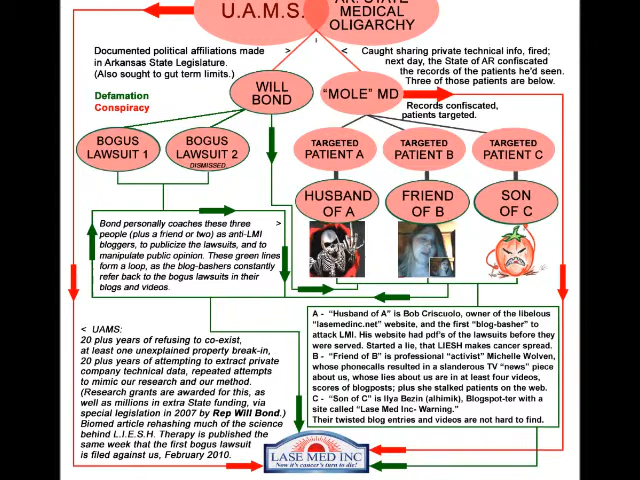 U.A.M.S.
AR. STATE
MEDICAL
OLIGARCHY
Documented political affiliations made
in Arkansas State Legislature.
(Also sought to gut term limits.)
>
<
Caught sharing private technical info, fired;
next day, the State of AR confiscated
the records of the patients he'd seen.
Three of those patients are below.
WILL
BOND
"MOLE" MD
Defamation
Conspiracy
Records confiscated,
patients targeted.
BOGUS
LAWSUIT 1
BOGUS
LAWSUIT 2
DISMISSED
TARGETED
PATIENT A
TARGETED
PATIENT B
TARGETED
PATIENT C
HUSBAND
OF A
FRIEND
OF B
SON
OF C
Bond personally coaches these three >
people (plus a friend or two) as anti-LMI
bloggers, to publicize the lawsuits, and to
manipulate public opinion. These green lines
form a loop, as the blog-bashers constantly
refer back to the bogus lawsuits in their
blogs and videos.
< UAMS:
20 plus years of refusing to co-exist,
at least one unexplained property break-in,
20 plus years of attempting to extract private
company technical data, repeated attempts
to mimic our research and our method.
(Research grants are awarded for this, as
well as millions in extra State funding, via
special legislation in 2007 by Rep Will Bond.)
Biomed article rehashing much of the science
behind L.I.E.S.H. Therapy is published the
same week that the first bogus lawsuit
is filed against us, February 2010.
A - "Husband of A" is Bob Criscuolo, owner of the libelous
"lasemedinc.net" website, and the first "blog-basher" to
attack LMI. His website had pdf's of the lawsuits before they
were served. Started a lie, that LIESH makes cancer spread.
B - "Friend of B" is professional "activist" Michelle Wolven,
whose phonecalls resulted in a slanderous TV "news" piece
about us, whose lies about us are in at least four videos,
scores of blogposts; plus she stalked patients on the web.
C - "Son of C" is Ilya Bezin (alhimik), Blogspot-ter with a
site called "Lase Med Inc- Warning."
Their twisted blog entries and videos are not hard to find.
LASE MED INC
Now it's cancer's turn to die!